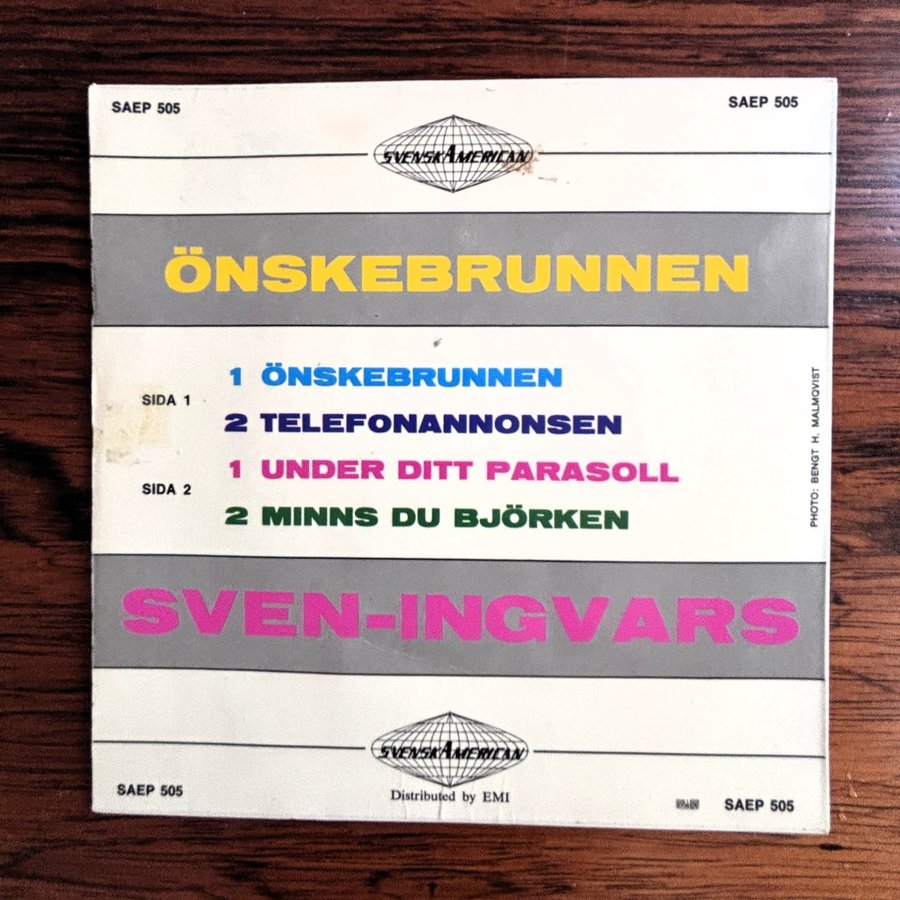 SAEP 505
SAEP 505
SVENSKAMERICAN
ÖNSKEBRUNNEN
SIDA 1
1 ÖNSKEBRUNNEN
2 TELEFONANNONSEN
SIDA 2
1 UNDER DITT PARASOLL
2 MINNS DU BJÖRKEN
PHOTO: BENGT H. MALMQVIST
SVEN-INGVARS
SVENSKAMERICAN
Distributed by EMI
SAEP 505
SAEP 505